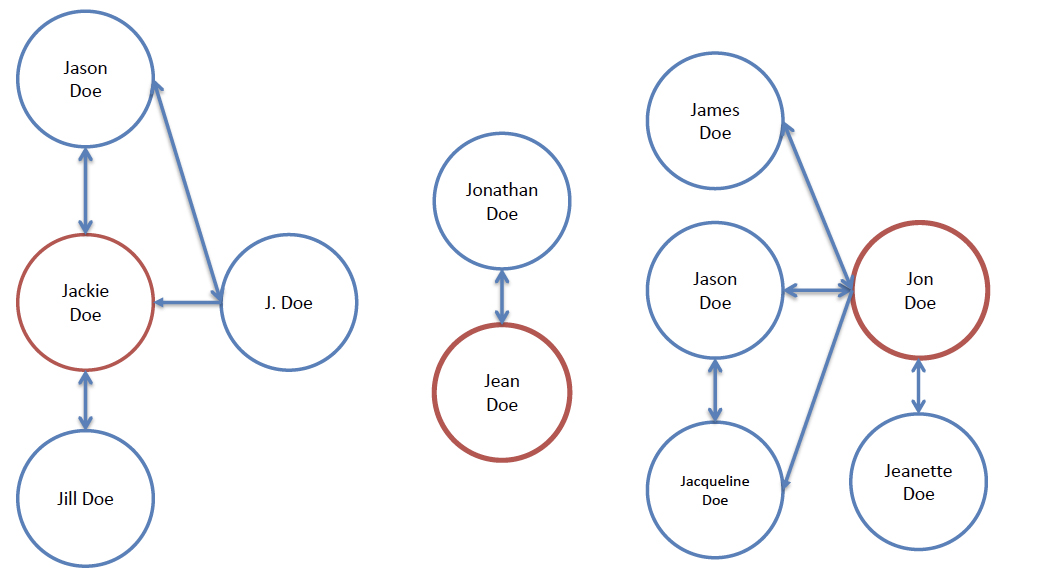 Jason
Doe
Jackie
Doe
J. Doe
Jill Doe
Jonathan
Doe
Jean
Doe
James
Doe
Jason
Doe
Jon
Doe
Jacqueline
Doe
Jeanette
Doe